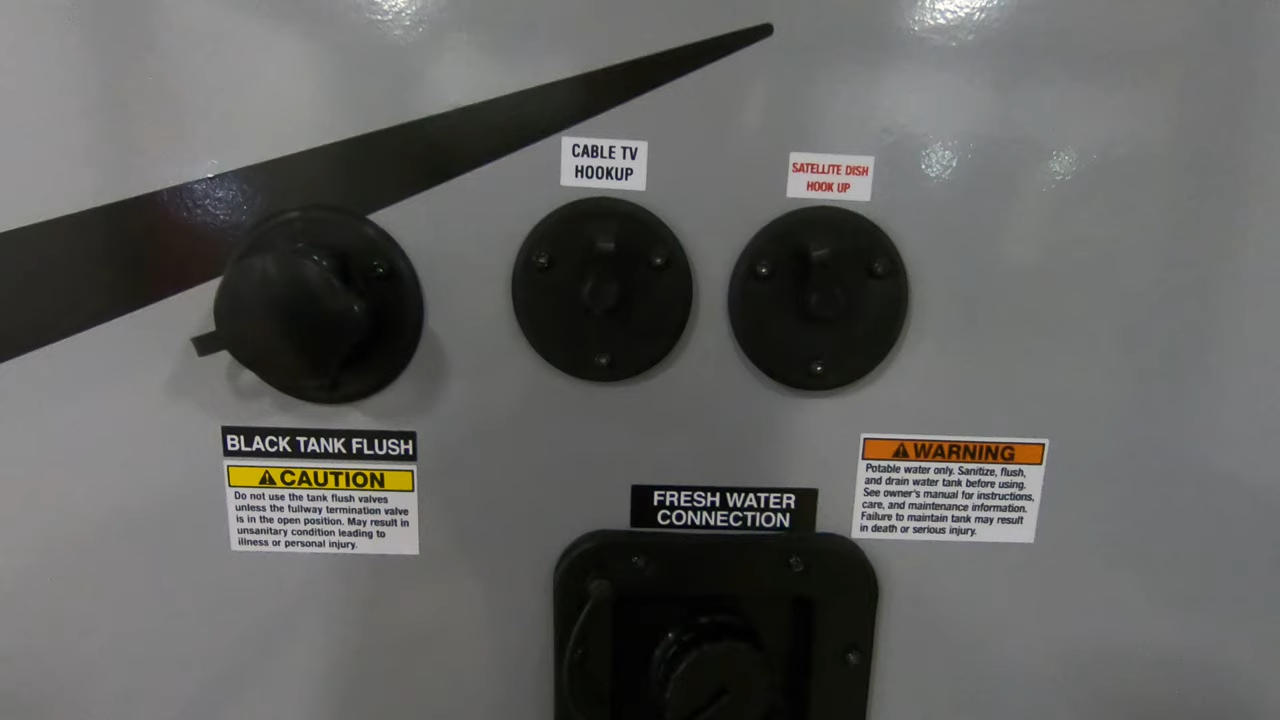 CABLE TV
HOOKUP
SATELLITE DISH
HOOK UP
BLACK TANK FLUSH
CAUTION
Do not use the tank flush valves
unless the fullway termination valve
is in the open position. May result in
unsanitary condition leading to
illness or personal injury.
FRESH WATER
CONNECTION
WARNING
Potable water only. Sanitize, flush,
and drain water tank before using.
See owner's manual for instructions,
care, and maintenance information.
Failure to maintain tank may result
in death or serious injury.